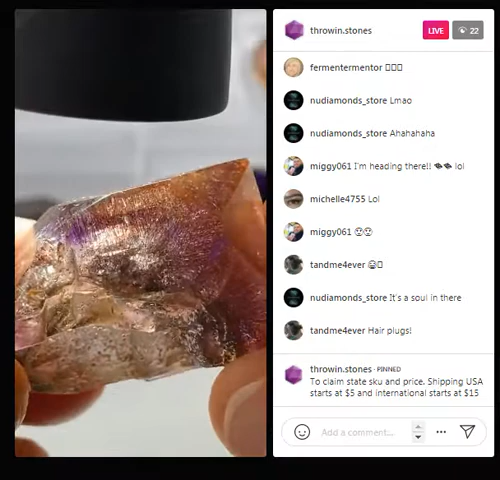 throwin.stones
LIVE
22
fermentermentor
nudiamonds_store Lmao
nudiamonds_store Ahahahaha
miggy061 I'm heading there!! lol
michelle4755 Lol
miggy061
tandme4ever
nudiamonds_store It's a soul in there
tandme4ever Hair plugs!
throwin.stones · PINNED
To claim state sku and price. Shipping USA
starts at $5 and international starts at $15
Add a comment...